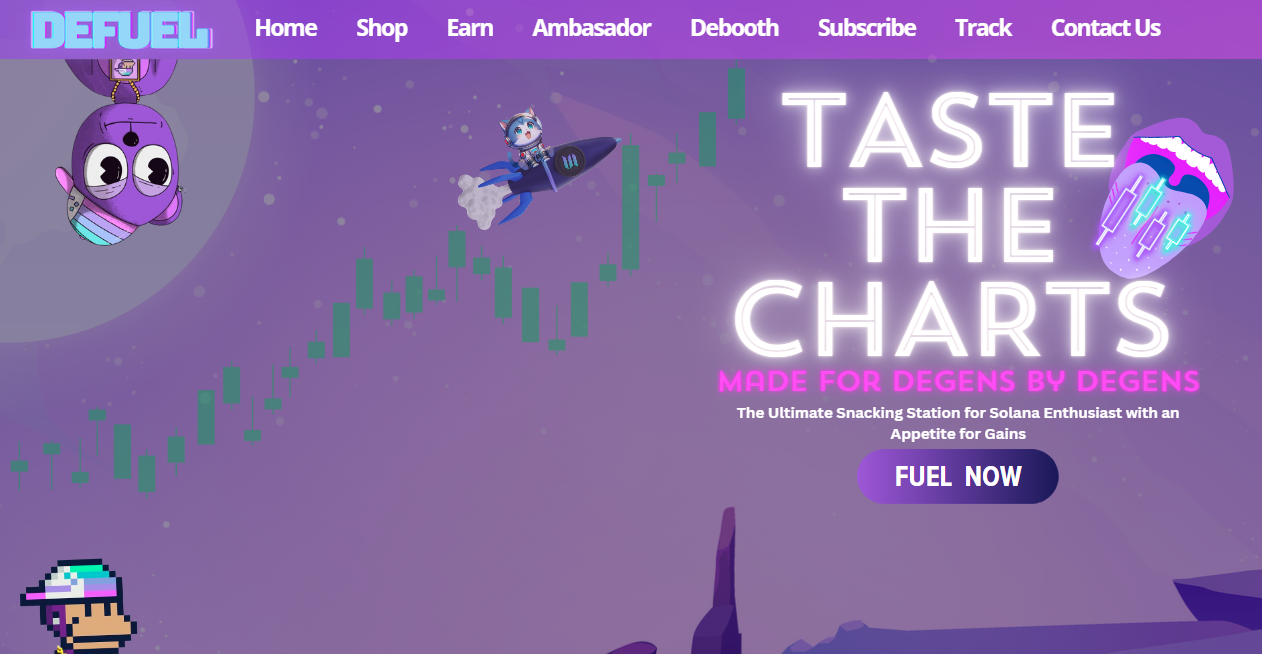 DEFUEL
Home Shop Earn Ambasador Debooth Subscribe Track Contact Us
TASTE
THE
CHARTS
MADE FOR DEGENS BY DEGENS
The Ultimate Snacking Station for Solana Enthusiast with an
Appetite for Gains
FUEL NOW